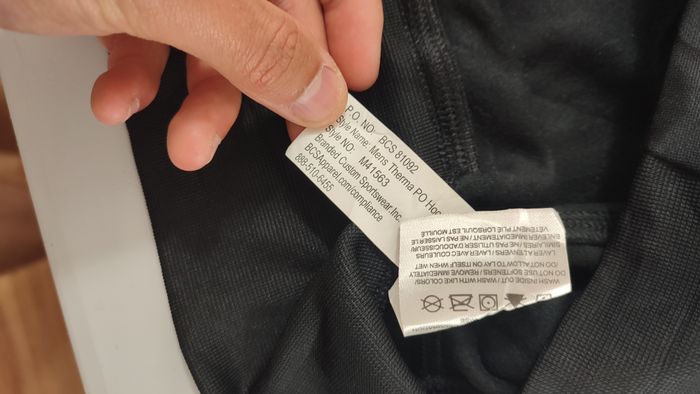 P.O. NO: BCS 81092
Style Name: Mens Therma PO
Style NO: M41563
Branded Custom Sportswear.Inc.
BCSApparel.com/compliance
888-510-6455
WASH INSIDE OUT / WASH WITH LIKE COLORS/
DO NOT USE SOFTENERS / REMOVE IMMEDIATELY
/DO NOT ALLOW TO LAY ON ITSELF WHEN WET
LAVER ALENVERS / LAVER AVEC COULEURS
SIMILAIRES / NE PAS UTILISER D'ADOUCISSEUR/
ENLEVER IMMEDIATEMENT / NE PAS LAISSER LE
VETEMENT PLIE LORSQU'IL EST MOUILLE